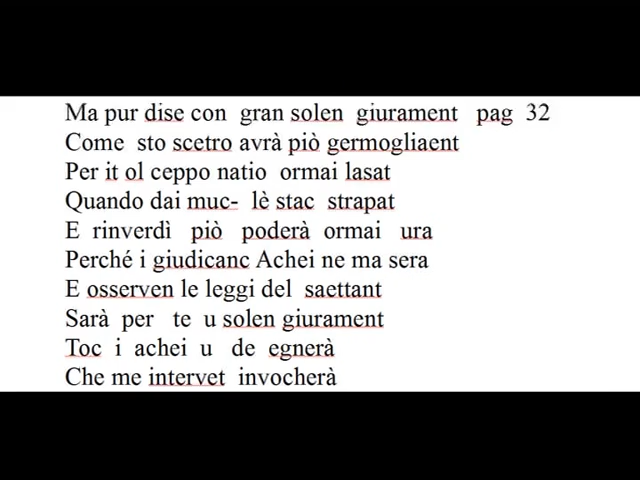 Ma pur dise con gran solen giurament pag 32
Come sto scetro avrà piò germogliaent
Per it ol ceppo natio ormai lasat
Quando dai muc- lè stac strapat
E rinverdì piò poderà ormai ura
Perché i giudicanc Achei ne ma sera
E osserven le leggi del saettant
Sarà per te u solen giurament
Toc i achei u de egnerà
Che me intervet invocherà